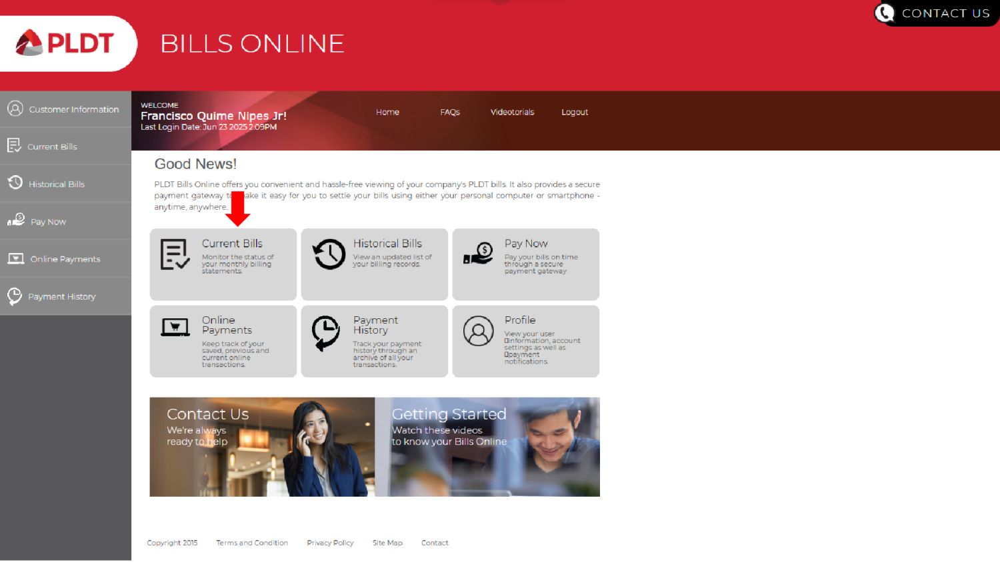 CONTACT US
PLDT
BILLS ONLINE
Customer Information
Current Bills
Historical Bills
Pay Now
Online Payments
Payment History
WELCOME
Francisco Quime Nipes Jr!
Last Login Date: Jun 23 2025 2:09PM
Home
FAQs
Videotorials
Logout
Good News!
PLDT Bills Online offers you convenient and hassle-free viewing of your company's PLDT bills. It also provides a secure
payment gateway to make it easy for you to settle your bills using either your personal computer or smartphone -
anytime, anywhere.
Current Bills
Monitor the status of
your monthly billing
statements.
Historical Bills
View an updated list of
your billing records.
Pay Now
Pay your bills on time
through a secure
payment gateway
Online
Payments
Keep track of your
saved, previous and
current online
transactions.
Payment
History
Track your payment
history through an
archive of all your
transactions.
Profile
View your user
information, account
settings as well as
payment
notifications.
Contact Us
We're always
ready to help
Getting Started
Watch these videos
to know your Bills Online
Copyright 2015
Terms and Condition
Privacy Policy
Site Map
Contact